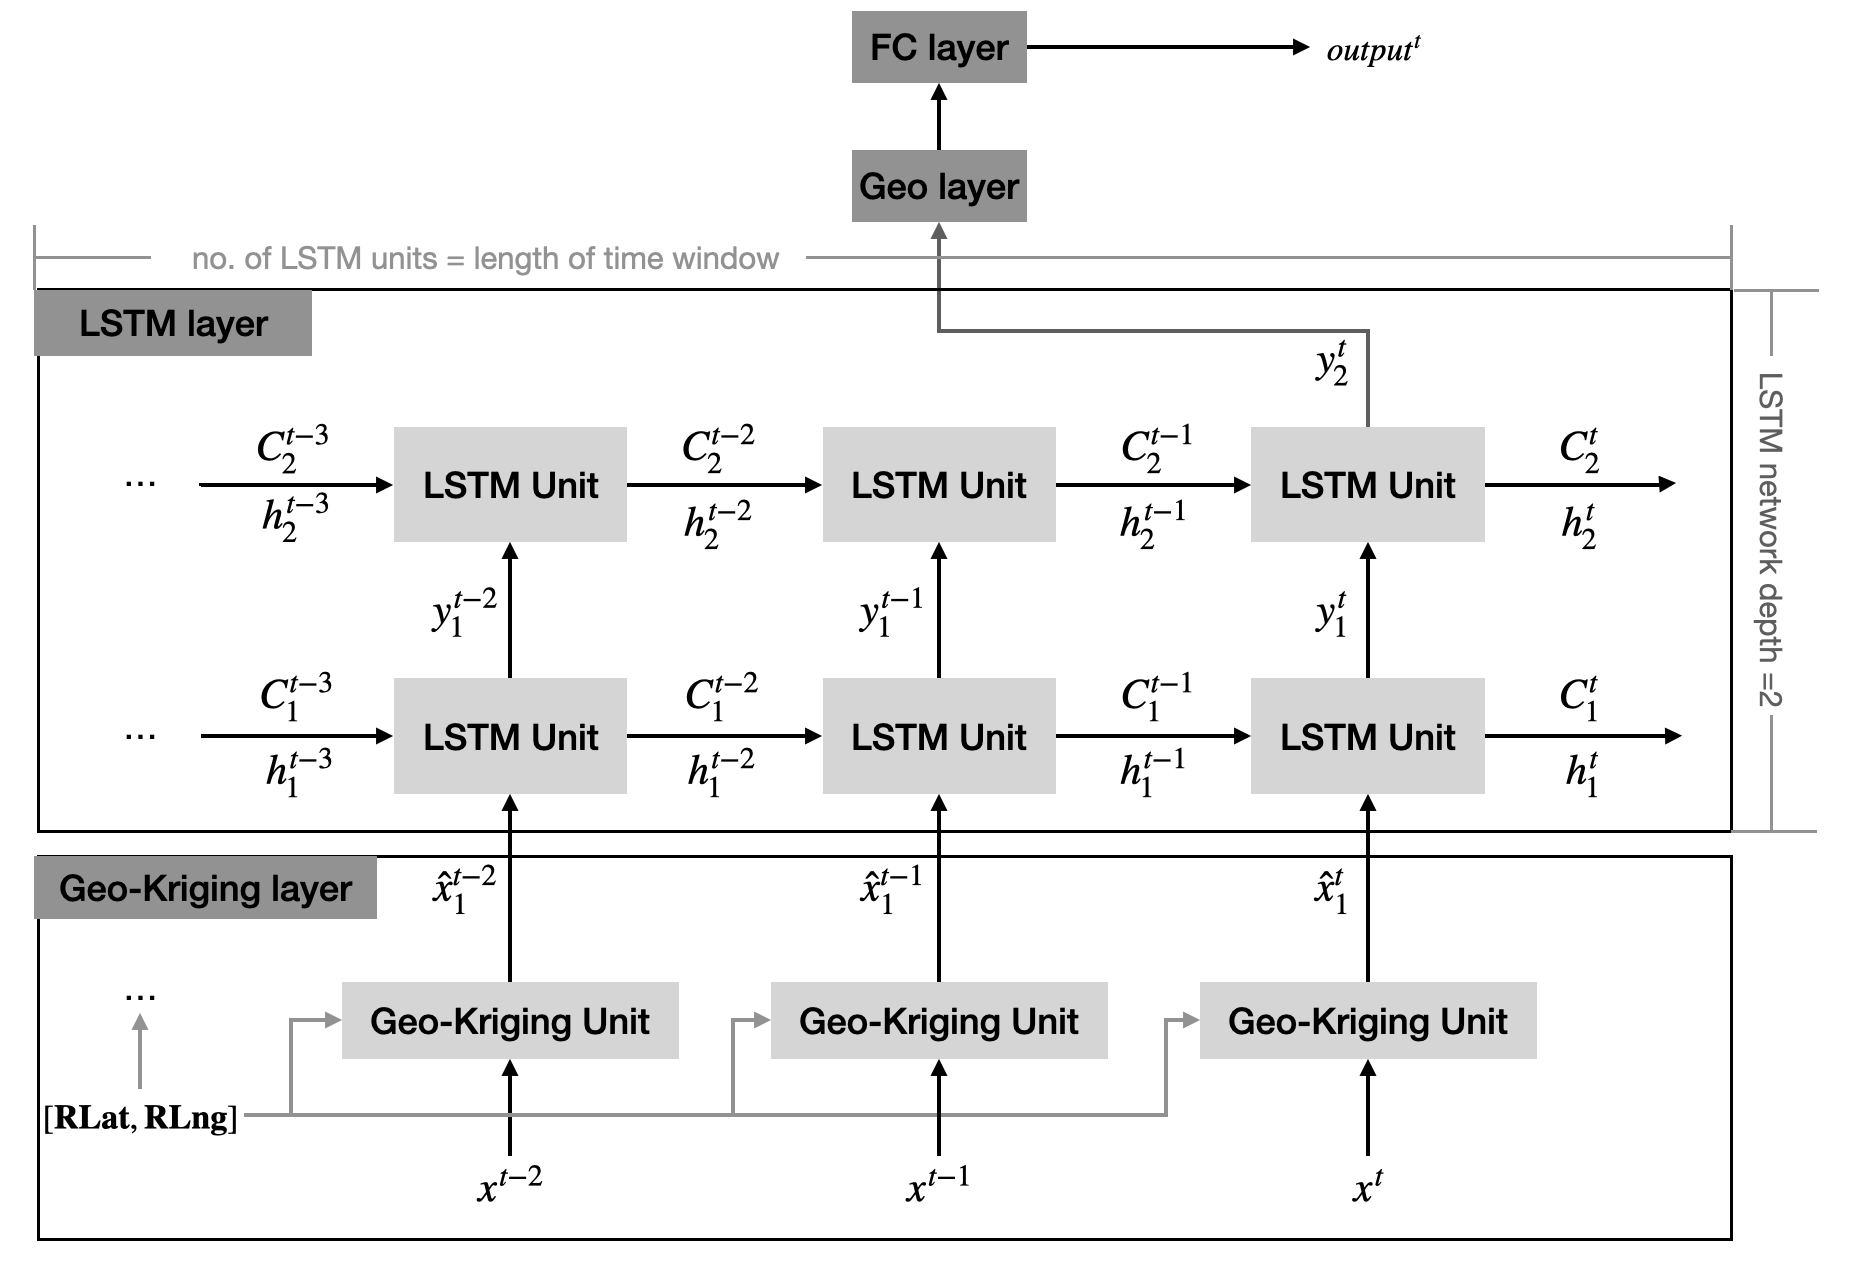 FC layer
output^t
Geo layer
no. of LSTM units = length of time window
LSTM layer
y_2^t
C_2^{t−3} C_2^{t−2} C_2^{t−1} C_2^t
... LSTM Unit LSTM Unit LSTM Unit
h_2^{t−3} h_2^{t−2} h_2^{t−1} h_2^t
LSTM network depth =2
y_1^{t−2} y_1^{t−1} y_1^t
C_1^{t−3} C_1^{t−2} C_1^{t−1} C_1^t
... LSTM Unit LSTM Unit LSTM Unit
h_1^{t−3} h_1^{t−2} h_1^{t−1} h_1^t
Geo-Kriging layer
x̂_1^{t−2} x̂_1^{t−1} x̂_1^t
...
Geo-Kriging Unit Geo-Kriging Unit Geo-Kriging Unit
[RLat, RLng]
x^{t−2} x^{t−1} x^t